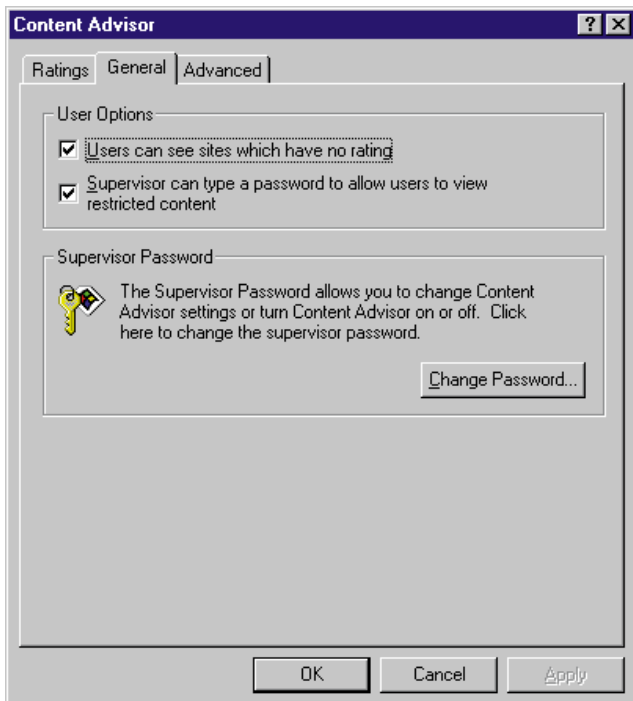 Content Advisor
Ratings General Advanced
User Options
Users can see sites which have no rating
Supervisor can type a password to allow users to view
restricted content
Supervisor Password
The Supervisor Password allows you to change Content
Advisor settings or turn Content Advisor on or off. Click
here to change the supervisor password.
Change Password...
OK Cancel Apply